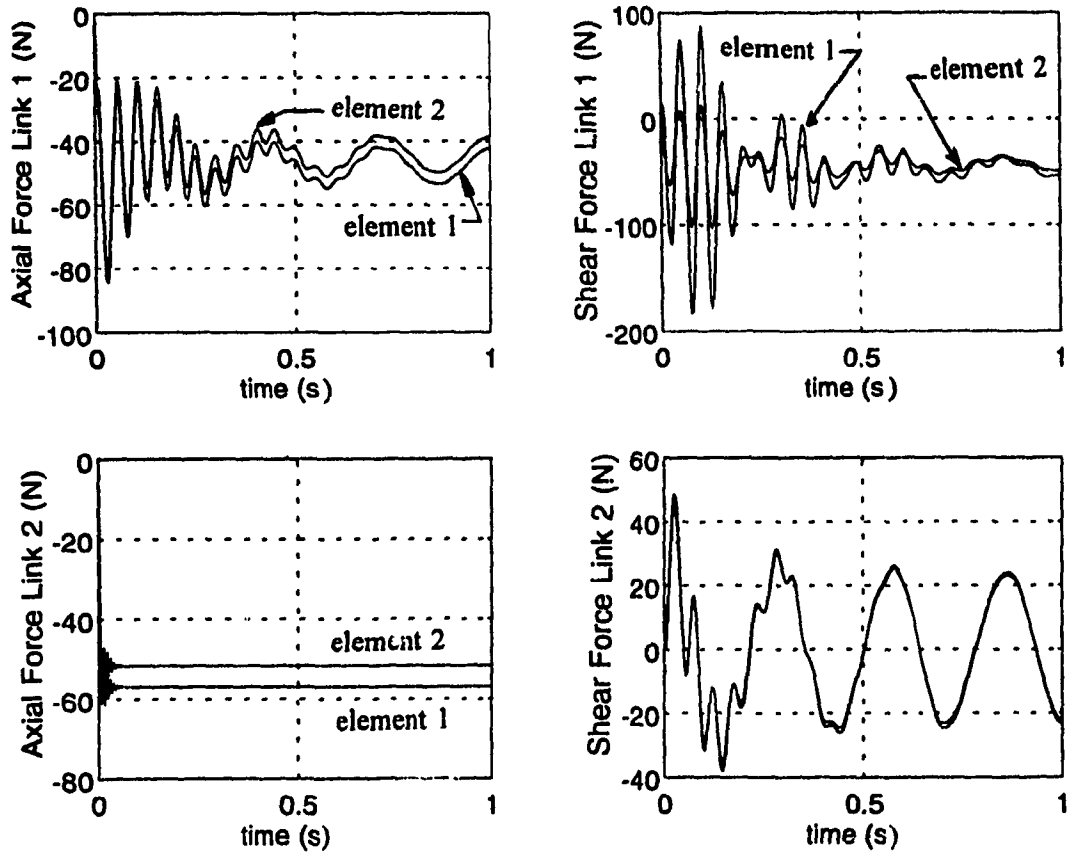 Axial Force Link 1 (N)
0
-20
-40
-60
-80
-100
element 2
element 1
0
0.5
1
time (s)
Shear Force Link 1 (N)
100
0
-100
-200
element 1
element 2
0
0.5
1
time (s)
Axial Force Link 2 (N)
0
-20
-40
-60
-80
element 2
element 1
0
0.5
1
time (s)
Shear Force Link 2 (N)
60
40
20
0
-20
-40
0
0.5
1
time (s)